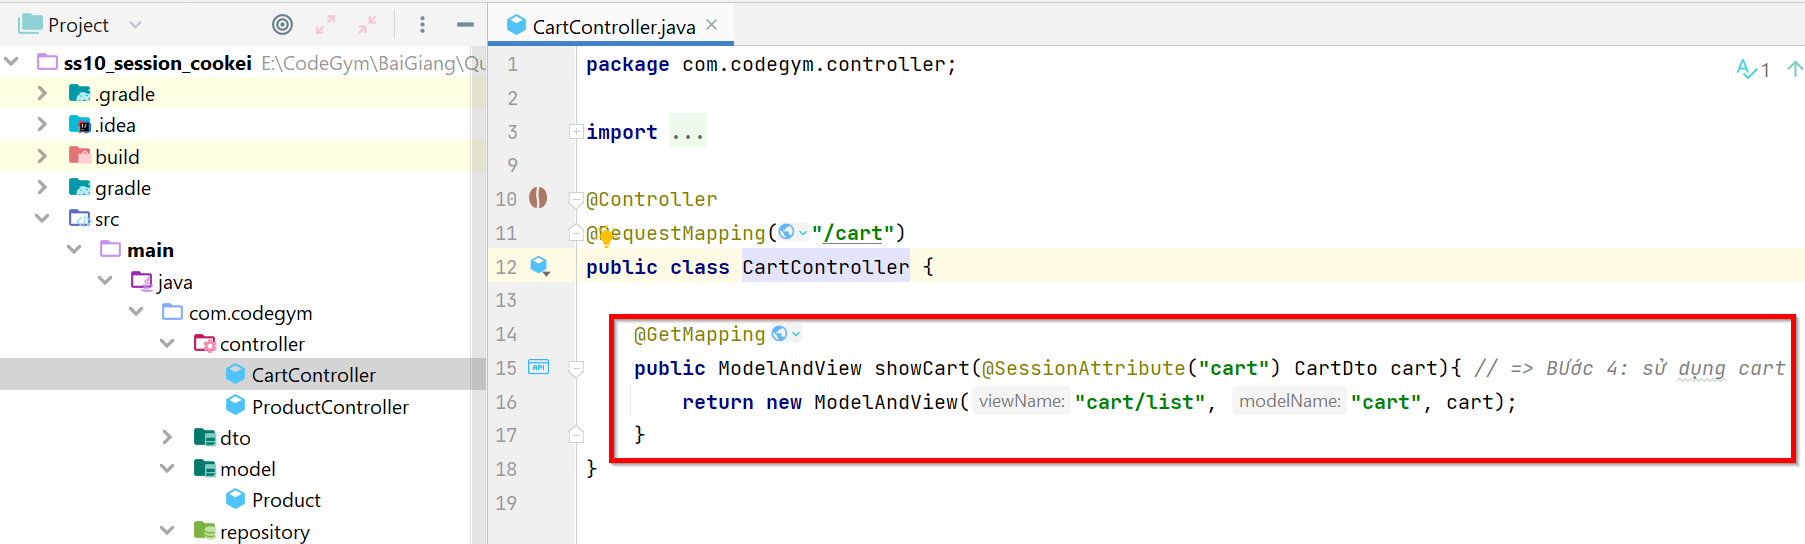 Project
ss10_session_cookei E:\CodeGym\BaiGiang\Qu
.gradle
.idea
build
gradle
src
main
java
com.codegym
controller
CartController
ProductController
dto
model
Product
repository
CartController.java
1 package com.codegym.controller;
2
3 import ...
9
10 @Controller
11 @RequestMapping("/cart")
12 public class CartController {
13
14 @GetMapping
15 public ModelAndView showCart(@SessionAttribute("cart") CartDto cart){ // => BƯớc 4: sử dụng cart
16 return new ModelAndView( viewName: "cart/list", modelName: "cart", cart);
17 }
18 }
19
1
API